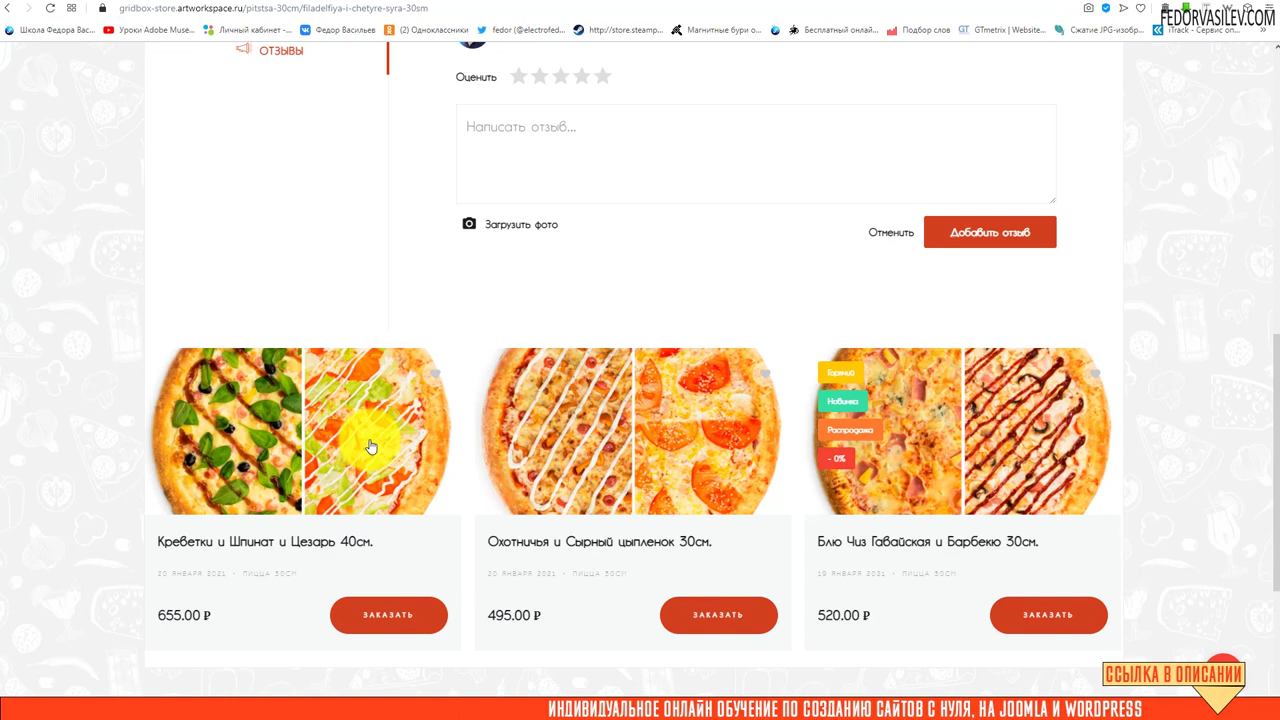 gridbox-store.artworkspace.ru/pitstsa-30cm/filadelfiya-i-chetyre-syra-30sm
FEDORVASILEV.COM
Школа Федора Вас...
Уроки Adobe Muse...
Личный кабинет -...
Федор Васильев
(2) Одноклассники
fedor (@electrofed...
http://store.steamp...
Магнитные бури о...
Бесплатный онлай...
Подбор слов
GTmetrix | Website...
Сжатие JPG-изобр...
iTrack - Сервис оп...
ОТЗЫВЫ
Оценить
Написать отзыв...
Загрузить фото
Отменить
Добавить отзыв
Горячий
Новинка
Распродажа
- 0%
Креветки и Шпинат и Цезарь 40см.
Охотничья и Сырный цыпленок 30см.
Блю Чиз Гавайская и Барбекю 30см.
20 ЯНВАРЯ 2021 • ПИЦЦА 30СМ
20 ЯНВАРЯ 2021 • ПИЦЦА 30СМ
19 ЯНВАРЯ 2021 • ПИЦЦА 30СМ
655.00 ₽
ЗАКАЗАТЬ
495.00 ₽
ЗАКАЗАТЬ
520.00 ₽
ЗАКАЗАТЬ
ССЫЛКА В ОПИСАНИИ
ИНДИВИДУАЛЬНОЕ ОНЛАЙН ОБУЧЕНИЕ ПО СОЗДАНИЮ САЙТОВ С НУЛЯ, НА JOOMLA И WORDPRESS